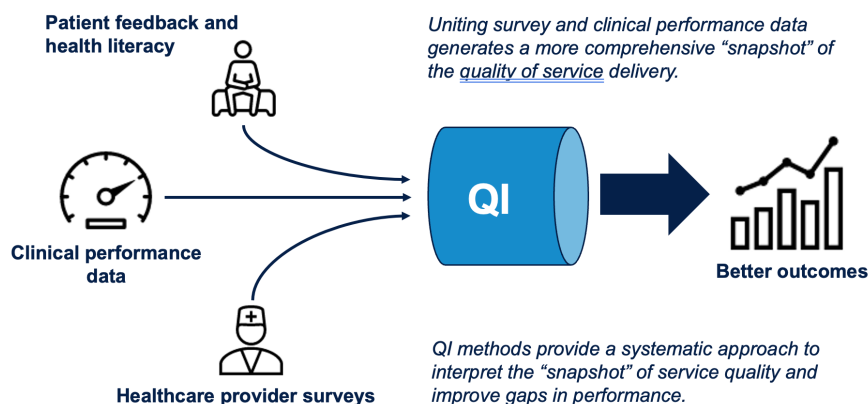 Patient feedback and
health literacy
Uniting survey and clinical performance data
generates a more comprehensive “snapshot” of
the quality of service delivery.
QI
Clinical performance
data
Better outcomes
Healthcare provider surveys
QI methods provide a systematic approach to
interpret the “snapshot” of service quality and
improve gaps in performance.